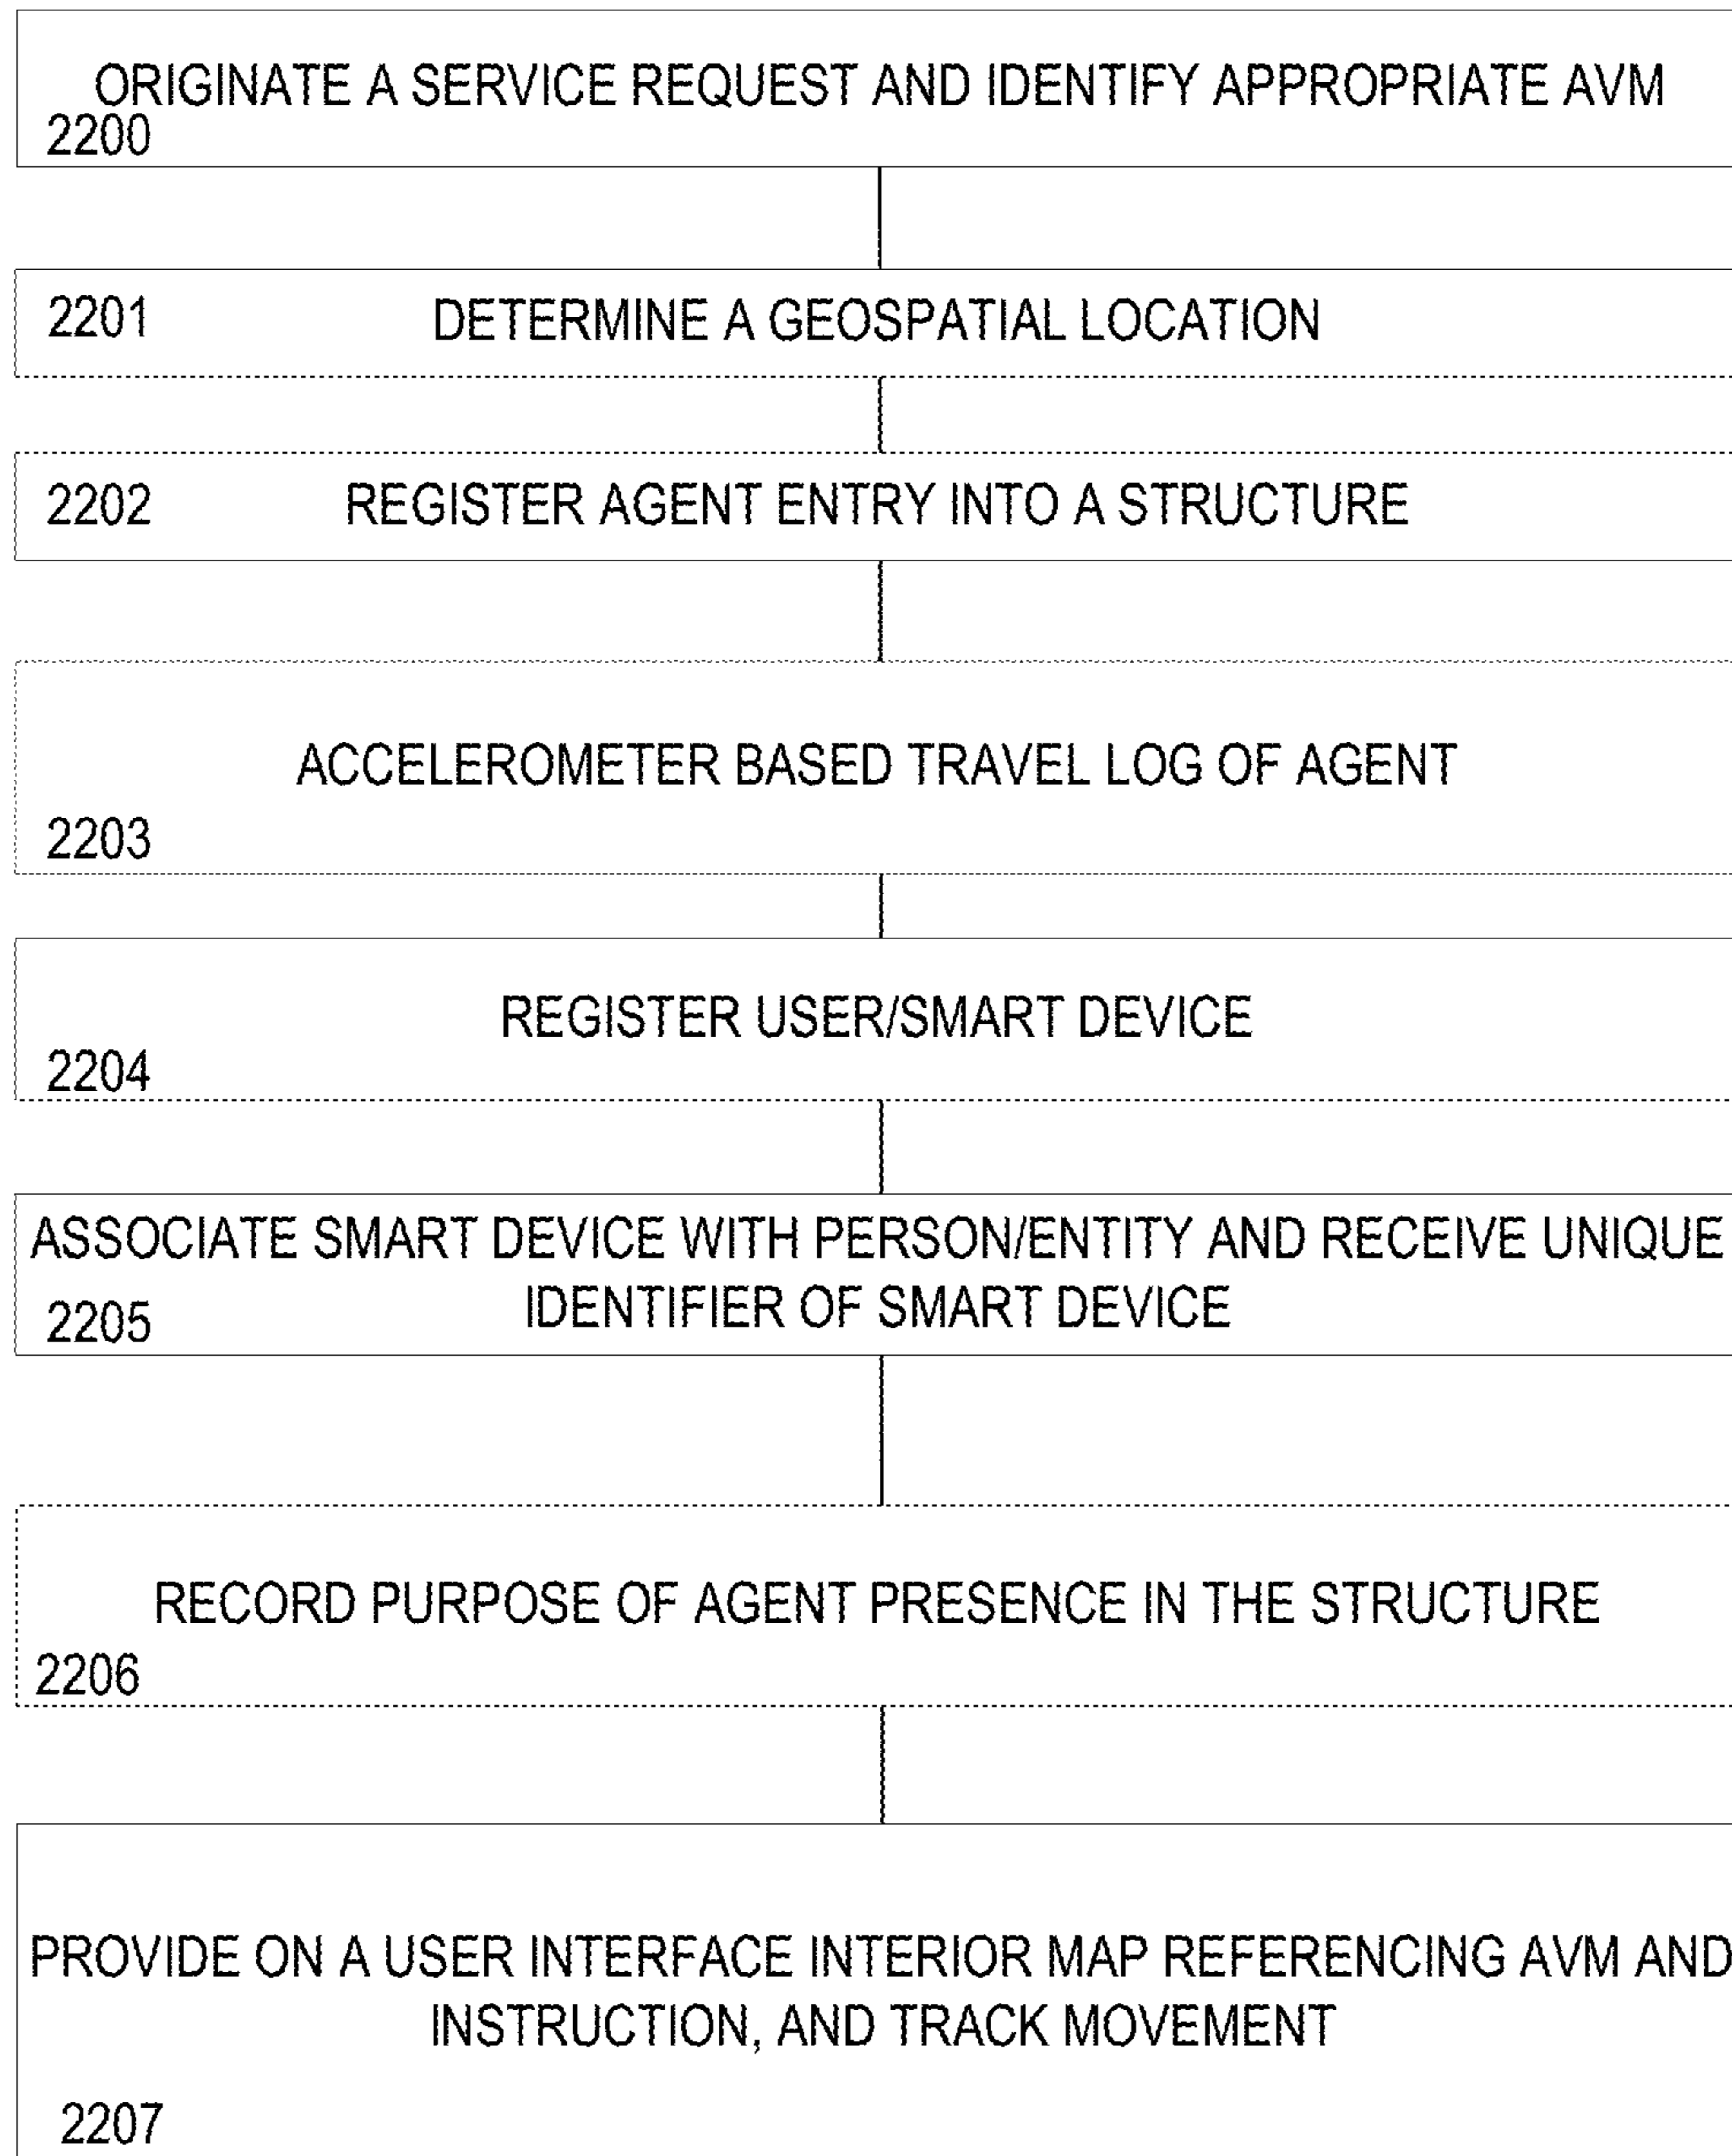 ORIGINATE A SERVICE REQUEST AND IDENTIFY APPROPRIATE AVM
2200
2201 DETERMINE A GEOSPATIAL LOCATION
2202 REGISTER AGENT ENTRY INTO A STRUCTURE
ACCELEROMETER BASED TRAVEL LOG OF AGENT
2203
REGISTER USER/SMART DEVICE
2204
ASSOCIATE SMART DEVICE WITH PERSON/ENTITY AND RECEIVE UNIQUE
2205 IDENTIFIER OF SMART DEVICE
RECORD PURPOSE OF AGENT PRESENCE IN THE STRUCTURE
2206
PROVIDE ON A USER INTERFACE INTERIOR MAP REFERENCING AVM AND
INSTRUCTION, AND TRACK MOVEMENT
2207